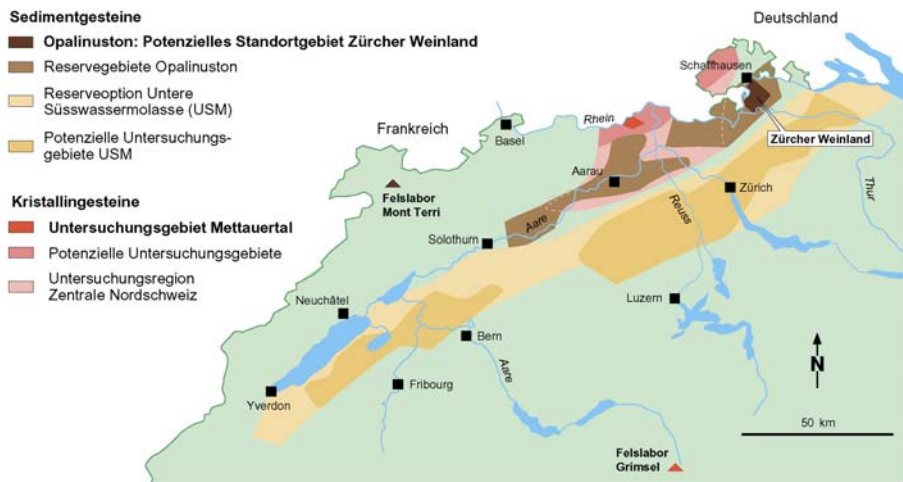 Sedimentgesteine
Opalinuston: Potenzielles Standortgebiet Zürcher Weinland
Reservegebiete Opalinuston
Reserveoption Untere
Süsswassermolasse (USM)
Potenzielle Untersuchungs-
gebiete USM
Kristallingesteine
Untersuchungsgebiet Mettauertal
Potenzielle Untersuchungsgebiete
Untersuchungsregion
Zentrale Nordschweiz
Deutschland
Schaffhausen
Rhein
Frankreich
Basel
Zürcher Weinland
Felslabor
Mont Terri
Aarau
Zürich
Thur
Aare
Reuss
Solothurn
Neuchâtel
Luzern
Bern
N
Fribourg
Aare
Yverdon
50 km
Felslabor
Grimsel